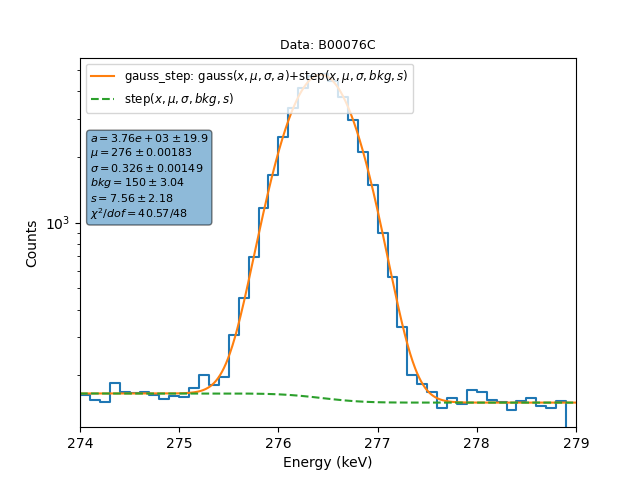 Data: B00076C
gauss_step: gauss(x, μ, σ, a)+step(x, μ, σ, bkg, s)
step(x, μ, σ, bkg, s)
a = 3.76e + 03 ± 19.9
μ = 276 ± 0.00183
σ = 0.326 ± 0.00149
bkg = 150 ± 3.04
s = 7.56 ± 2.18
χ²/dof = 40.57/48
Counts
10³
274 275 276 277 278 279
Energy (keV)